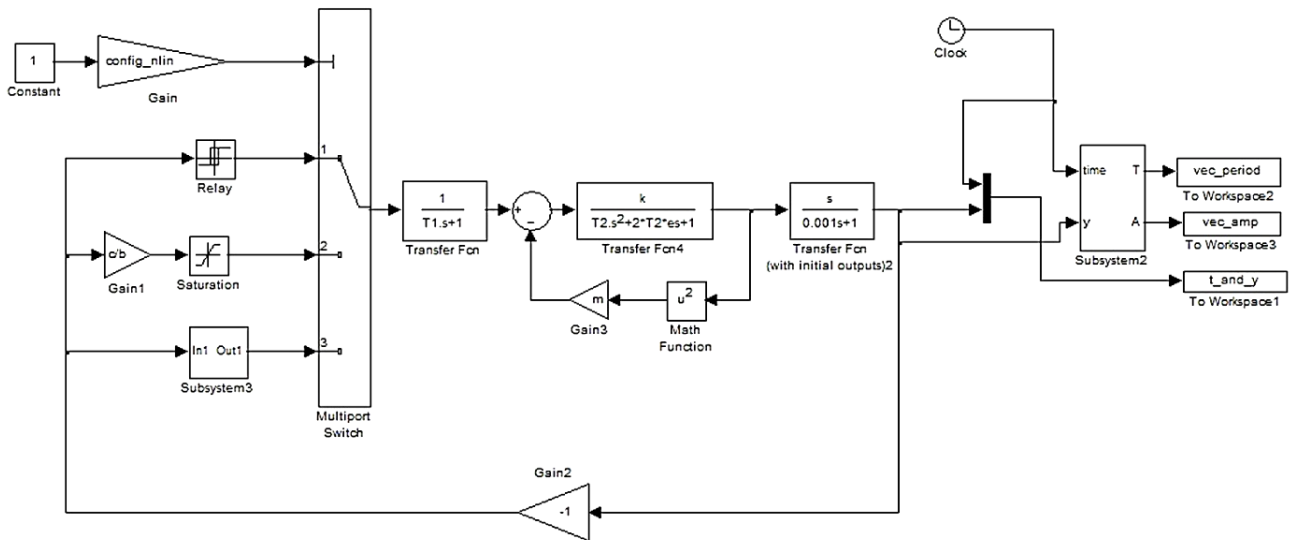 1
Constant
config_nlin
Gain
Relay
c/b
Gain1
Saturation
In1 Out1
Subsystem3
1
2
3
Multiport
Switch
1
T1.s+1
Transfer Fcn
+
−
k
T2.s²+2*T2*es+1
Transfer Fcn4
m
Gain3
u²
Math
Function
s
0.001s+1
Transfer Fcn
(with initial outputs)2
Gain2
-1
Clock
time
y
T
A
Subsystem2
vec_period
To Workspace2
vec_amp
To Workspace3
t_and_y
To Workspace1